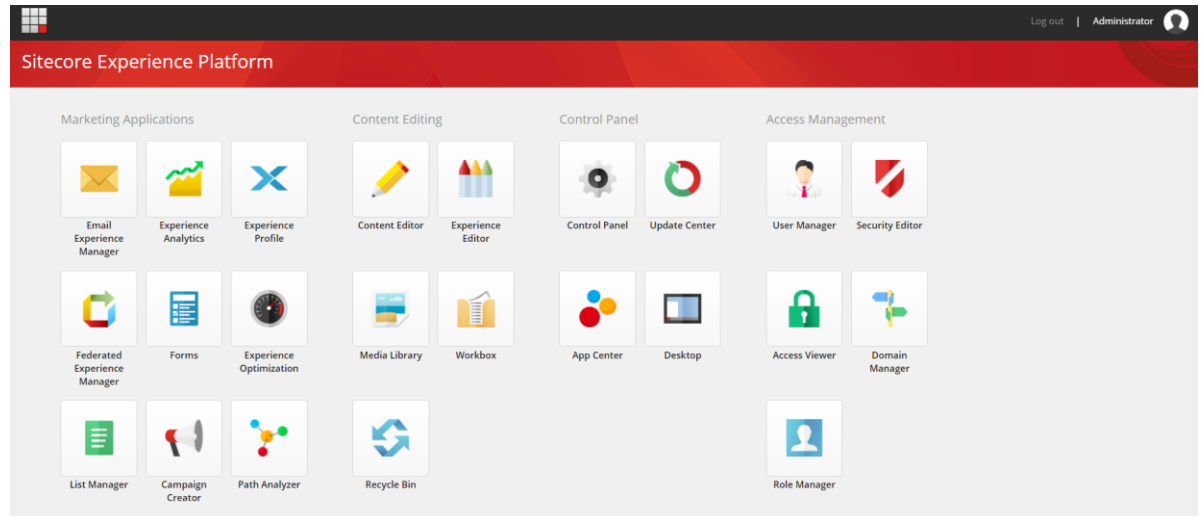 Log out | Administrator
Sitecore Experience Platform
Marketing Applications
Email
Experience
Manager
Experience
Analytics
Experience
Profile
Federated
Experience
Manager
Forms
Experience
Optimization
List Manager
Campaign
Creator
Path Analyzer
Content Editing
Content Editor
Experience
Editor
Media Library
Workbox
Recycle Bin
Control Panel
Control Panel
Update Center
App Center
Desktop
Access Management
User Manager
Security Editor
Access Viewer
Domain
Manager
Role Manager